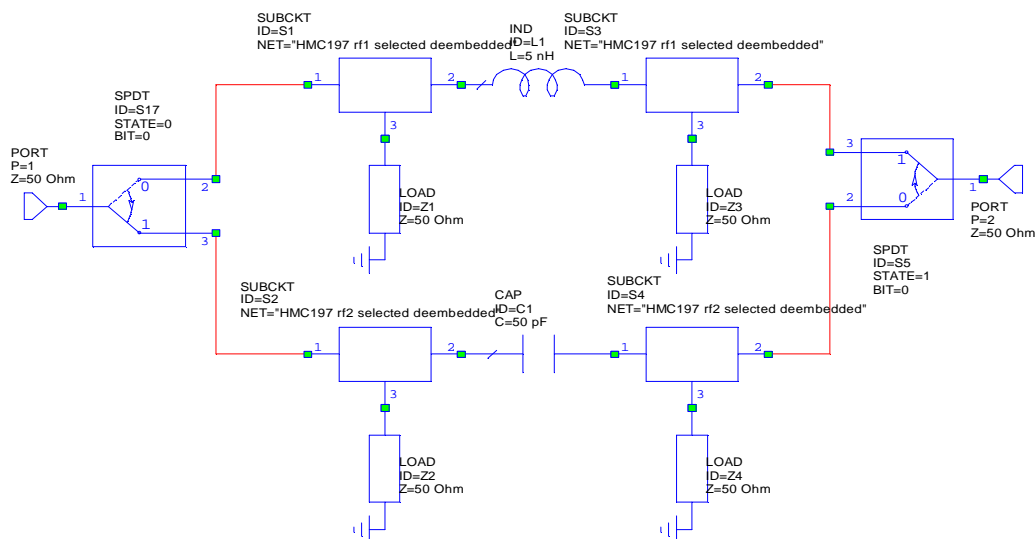 SUBCKT
ID=S1
NET="HMC197 rf1 selected deembedded"
IND
ID=L1
L=5 nH
SUBCKT
ID=S3
NET="HMC197 rf1 selected deembedded"
1
2
3
1
2
3
SPDT
ID=S17
STATE=0
BIT=0
PORT
P=1
Z=50 Ohm
1
0
1
2
3
LOAD
ID=Z1
Z=50 Ohm
LOAD
ID=Z3
Z=50 Ohm
3
2
1
0
1
PORT
P=2
Z=50 Ohm
SPDT
ID=S5
STATE=1
BIT=0
SUBCKT
ID=S2
NET="HMC197 rf2 selected deembedded"
CAP
ID=C1
C=50 pF
SUBCKT
ID=S4
NET="HMC197 rf2 selected deembedded"
1
2
3
1
2
3
LOAD
ID=Z2
Z=50 Ohm
LOAD
ID=Z4
Z=50 Ohm